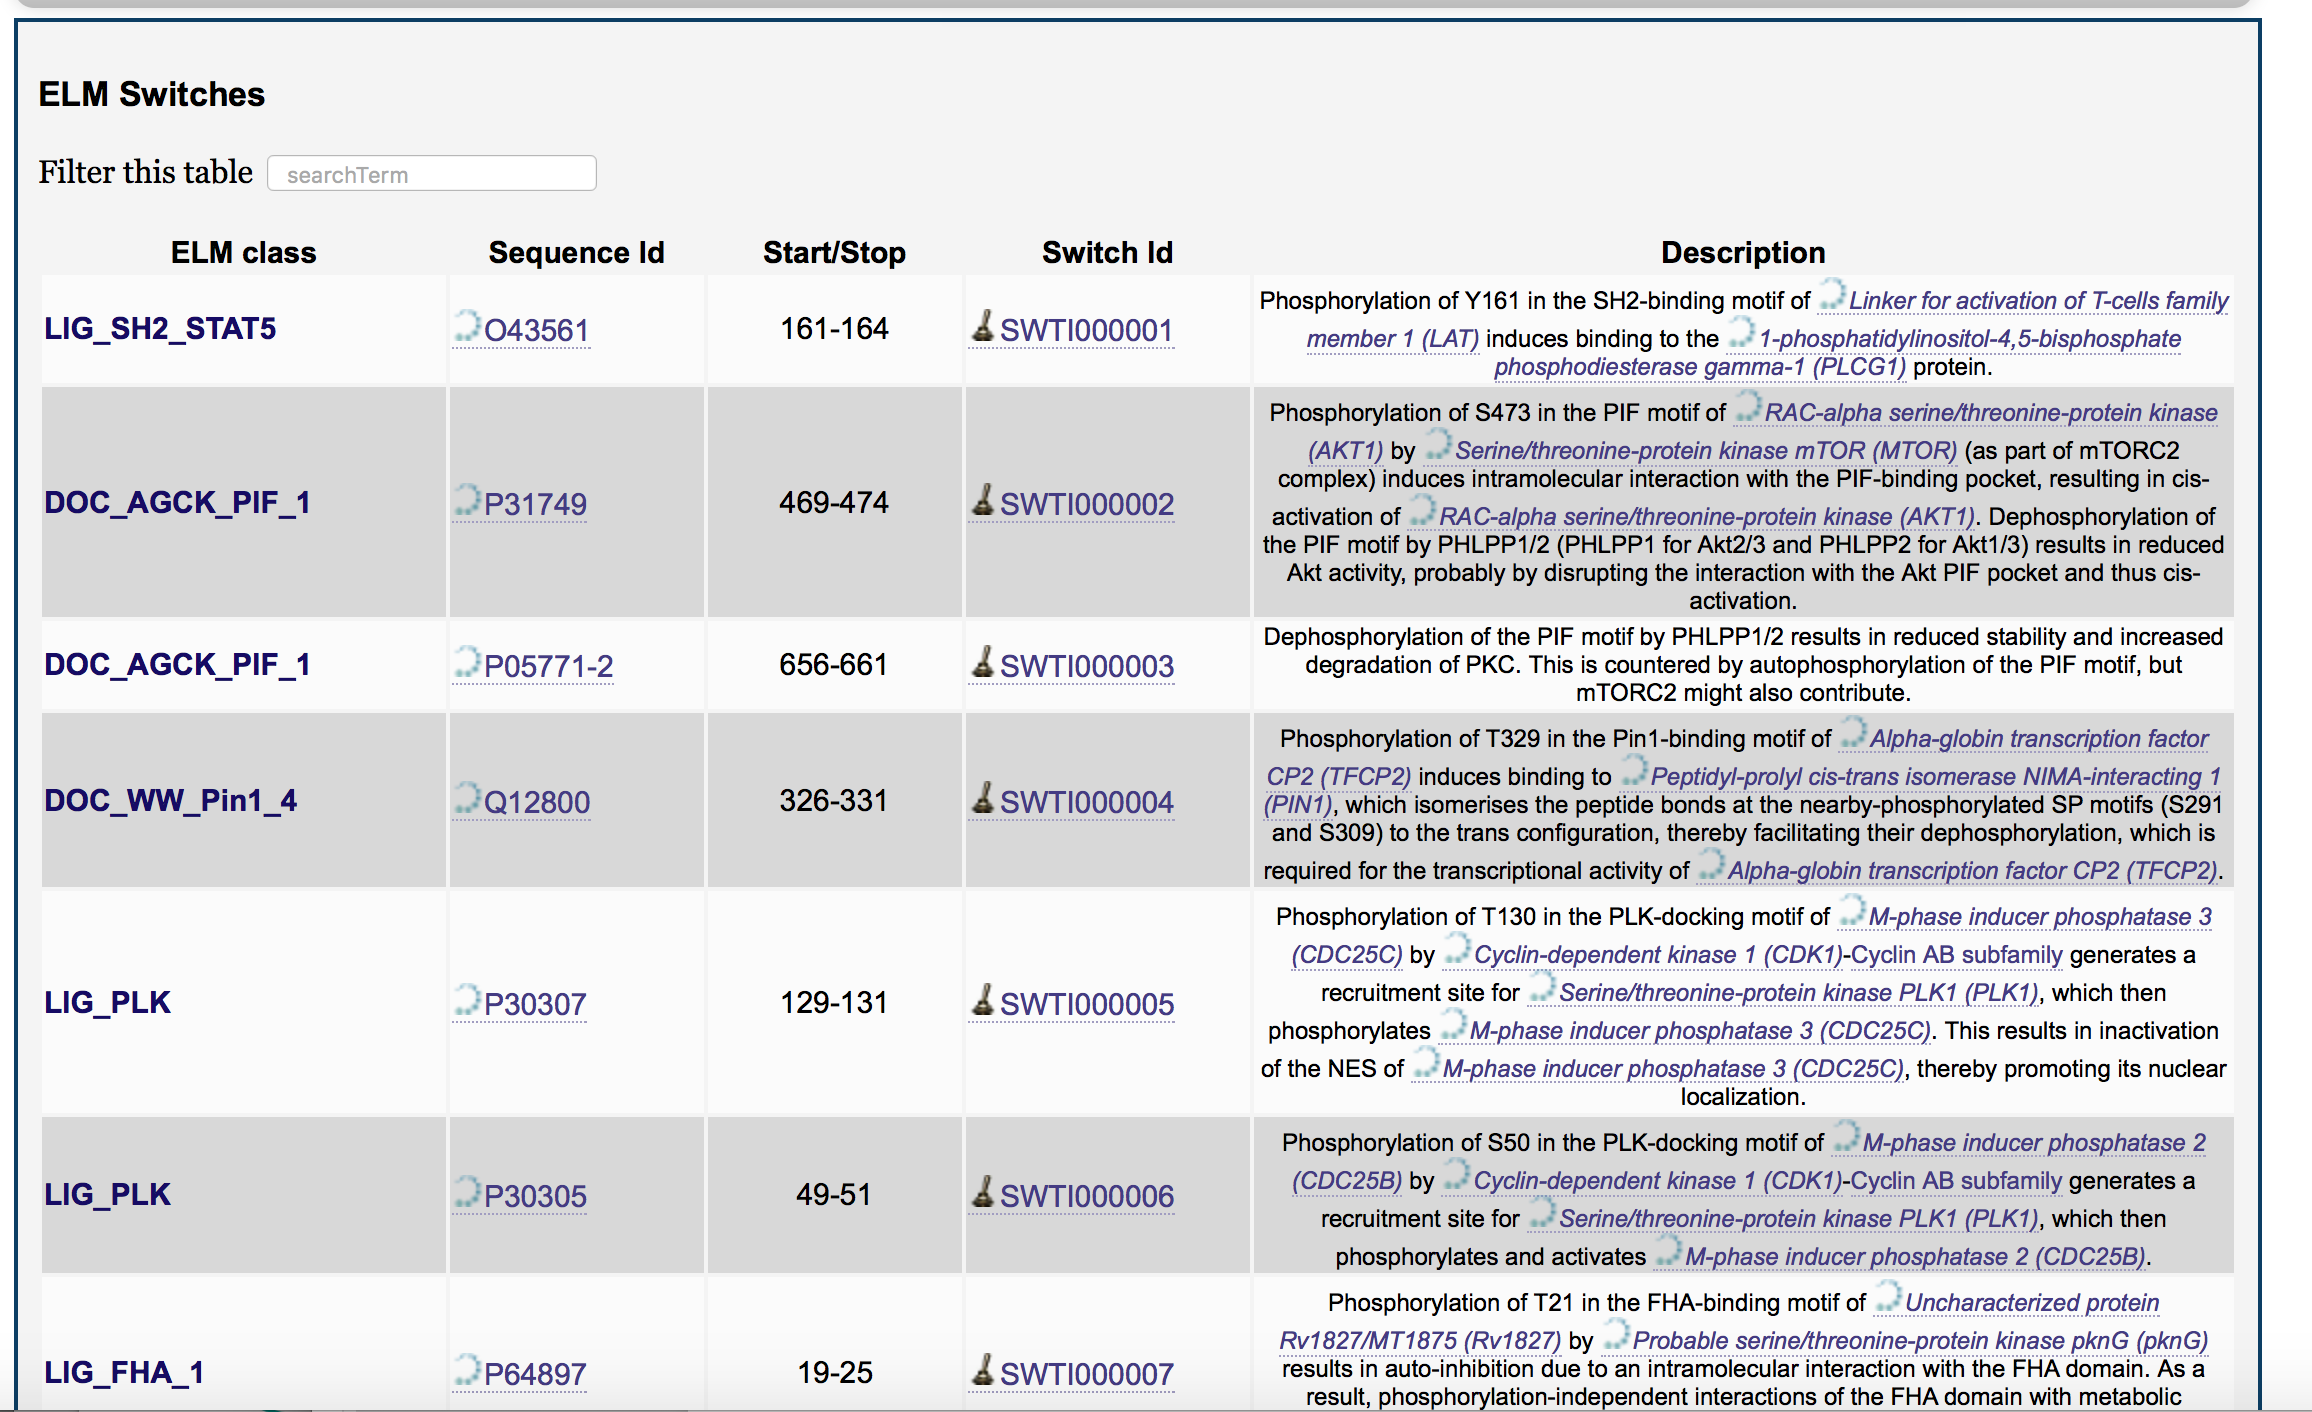 ELM Switches
Filter this table searchTerm
ELM class Sequence Id Start/Stop Switch Id Description
LIG_SH2_STAT5 O43561 161-164 SWTI000001
Phosphorylation of Y161 in the SH2-binding motif of Linker for activation of T-cells family
member 1 (LAT) induces binding to the 1-phosphatidylinositol-4,5-bisphosphate
phosphodiesterase gamma-1 (PLCG1) protein.
DOC_AGCK_PIF_1 P31749 469-474 SWTI000002
Phosphorylation of S473 in the PIF motif of RAC-alpha serine/threonine-protein kinase
(AKT1) by Serine/threonine-protein kinase mTOR (MTOR) (as part of mTORC2
complex) induces intramolecular interaction with the PIF-binding pocket, resulting in cis-
activation of RAC-alpha serine/threonine-protein kinase (AKT1). Dephosphorylation of
the PIF motif by PHLPP1/2 (PHLPP1 for Akt2/3 and PHLPP2 for Akt1/3) results in reduced
Akt activity, probably by disrupting the interaction with the Akt PIF pocket and thus cis-
activation.
DOC_AGCK_PIF_1 P05771-2 656-661 SWTI000003
Dephosphorylation of the PIF motif by PHLPP1/2 results in reduced stability and increased
degradation of PKC. This is countered by autophosphorylation of the PIF motif, but
mTORC2 might also contribute.
DOC_WW_Pin1_4 Q12800 326-331 SWTI000004
Phosphorylation of T329 in the Pin1-binding motif of Alpha-globin transcription factor
CP2 (TFCP2) induces binding to Peptidyl-prolyl cis-trans isomerase NIMA-interacting 1
(PIN1), which isomerises the peptide bonds at the nearby-phosphorylated SP motifs (S291
and S309) to the trans configuration, thereby facilitating their dephosphorylation, which is
required for the transcriptional activity of Alpha-globin transcription factor CP2 (TFCP2).
LIG_PLK P30307 129-131 SWTI000005
Phosphorylation of T130 in the PLK-docking motif of M-phase inducer phosphatase 3
(CDC25C) by Cyclin-dependent kinase 1 (CDK1)-Cyclin AB subfamily generates a
recruitment site for Serine/threonine-protein kinase PLK1 (PLK1), which then
phosphorylates M-phase inducer phosphatase 3 (CDC25C). This results in inactivation
of the NES of M-phase inducer phosphatase 3 (CDC25C), thereby promoting its nuclear
localization.
LIG_PLK P30305 49-51 SWTI000006
Phosphorylation of S50 in the PLK-docking motif of M-phase inducer phosphatase 2
(CDC25B) by Cyclin-dependent kinase 1 (CDK1)-Cyclin AB subfamily generates a
recruitment site for Serine/threonine-protein kinase PLK1 (PLK1), which then
phosphorylates and activates M-phase inducer phosphatase 2 (CDC25B).
LIG_FHA_1 P64897 19-25 SWTI000007
Phosphorylation of T21 in the FHA-binding motif of Uncharacterized protein
Rv1827/MT1875 (Rv1827) by Probable serine/threonine-protein kinase pknG (pknG)
results in auto-inhibition due to an intramolecular interaction with the FHA domain. As a
result, phosphorylation-independent interactions of the FHA domain with metabolic